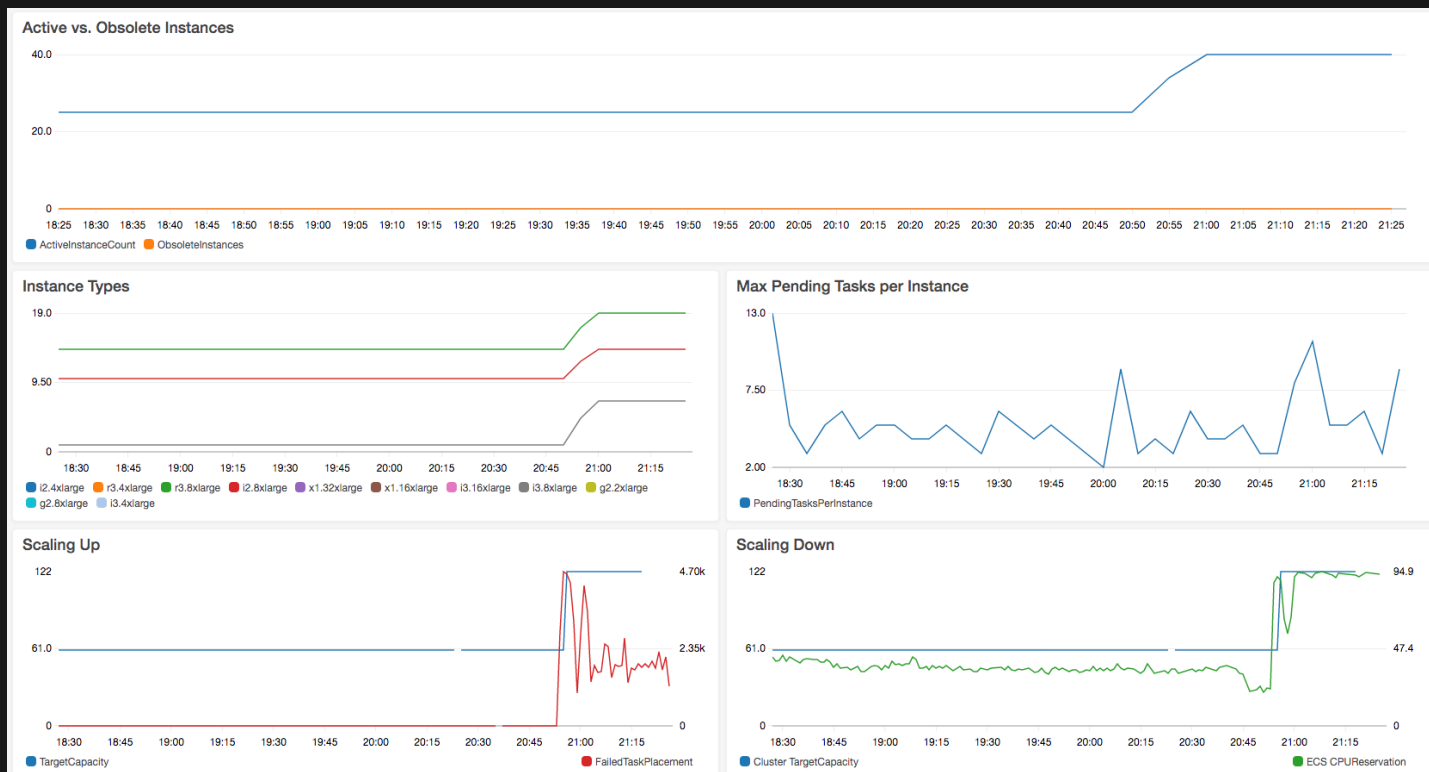 Active vs. Obsolete Instances
40.0
20.0
0
18:25 18:30 18:35 18:40 18:45 18:50 18:55 19:00 19:05 19:10 19:15 19:20 19:25 19:30 19:35 19:40 19:45 19:50 19:55 20:00 20:05 20:10 20:15 20:20 20:25 20:30 20:35 20:40 20:45 20:50 20:55 21:00 21:05 21:10 21:15 21:20 21:25
ActiveInstanceCount ObsoleteInstances
Instance Types
19.0
9.50
0
18:30 18:45 19:00 19:15 19:30 19:45 20:00 20:15 20:30 20:45 21:00 21:15
i2.4xlarge r3.4xlarge r3.8xlarge i2.8xlarge x1.32xlarge x1.16xlarge i3.16xlarge i3.8xlarge g2.2xlarge
g2.8xlarge i3.4xlarge
Max Pending Tasks per Instance
13.0
7.50
2.00
18:30 18:45 19:00 19:15 19:30 19:45 20:00 20:15 20:30 20:45 21:00 21:15
PendingTasksPerInstance
Scaling Up
122 4.70k
61.0 2.35k
0 0
18:30 18:45 19:00 19:15 19:30 19:45 20:00 20:15 20:30 20:45 21:00 21:15
TargetCapacity FailedTaskPlacement
Scaling Down
122 94.9
61.0 47.4
0 0
18:30 18:45 19:00 19:15 19:30 19:45 20:00 20:15 20:30 20:45 21:00 21:15
Cluster TargetCapacity ECS CPUReservation